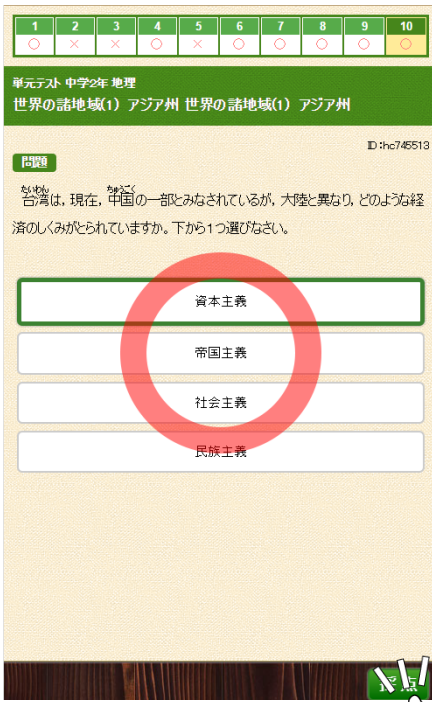 1 2 3 4 5 6 7 8 9 10
○ × × ○ × ○ ○ ○ ○ ○
単元テスト 中学2年 地理
世界の諸地域(1) アジア州 世界の諸地域(1) アジア州
ID:hc745513
問題
たいわん ちゅうごく
台湾は，現在，中国の一部とみなされているが，大陸と異なり，どのような経
済のしくみがとられていますか。下から1つ選びなさい。
資本主義
帝国主義
社会主義
民族主義
採点